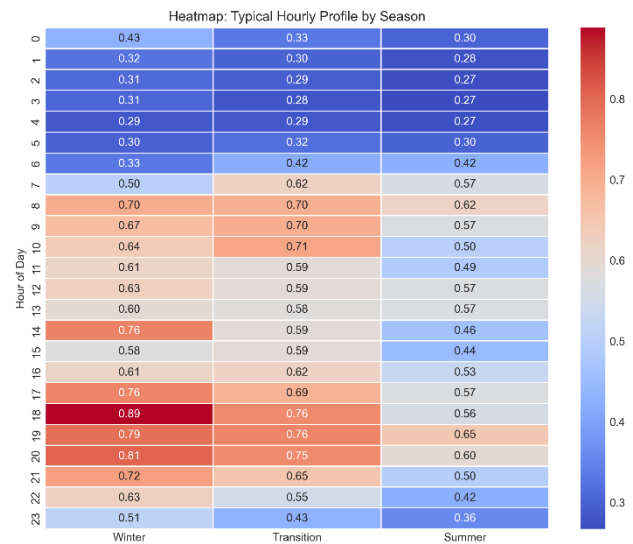 Heatmap: Typical Hourly Profile by Season
Hour of Day
0 0.43 0.33 0.30
1 0.32 0.30 0.28
2 0.31 0.29 0.27
3 0.31 0.28 0.27
4 0.29 0.29 0.27
5 0.30 0.32 0.30
6 0.33 0.42 0.42
7 0.50 0.62 0.57
8 0.70 0.70 0.62
9 0.67 0.70 0.57
10 0.64 0.71 0.50
11 0.61 0.59 0.49
12 0.63 0.59 0.57
13 0.60 0.58 0.57
14 0.76 0.59 0.46
15 0.58 0.59 0.44
16 0.61 0.62 0.53
17 0.76 0.69 0.57
18 0.89 0.76 0.56
19 0.79 0.76 0.65
20 0.81 0.75 0.60
21 0.72 0.65 0.50
22 0.63 0.55 0.42
23 0.51 0.43 0.36
Winter Transition Summer
0.8
0.7
0.6
0.5
0.4
0.3